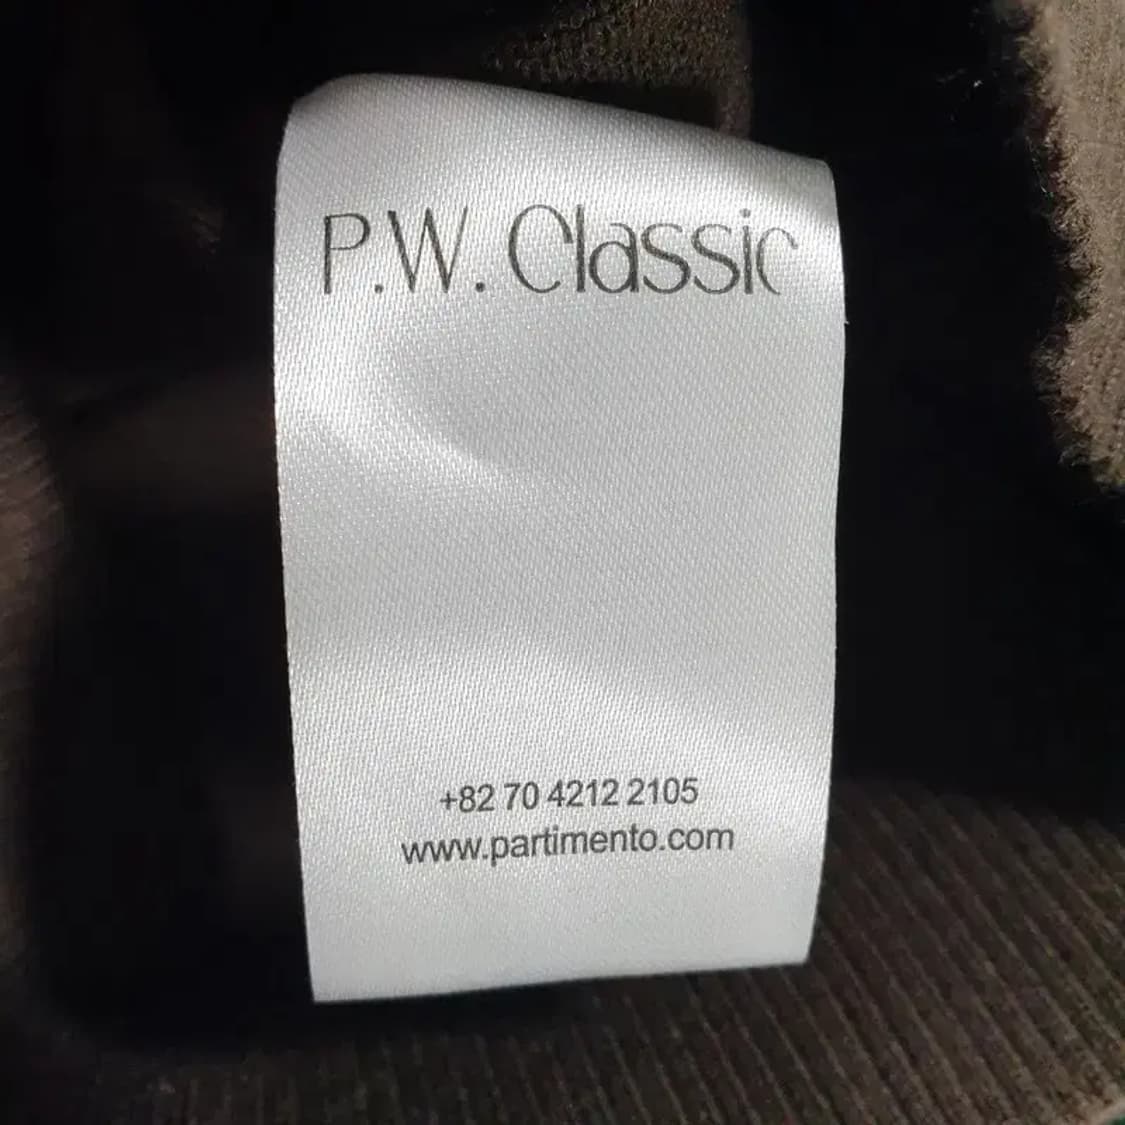 P.W. Classic
+82 70 4212 2105
www.partimento.com